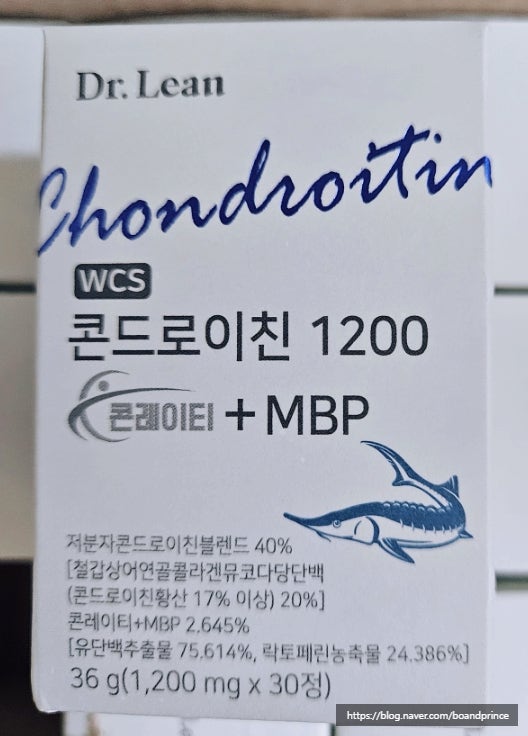 Dr. Lean
Chondroitin
WCS
콘드로이친 1200
콘레이티 + MBP
저분자콘드로이친블렌드 40%
[철갑상어연골콜라겐뮤코다당단백
(콘드로이친황산 17% 이상) 20%]
콘레이티+MBP 2.645%
[유단백추출물 75.614%, 락토페린농축물 24.386%]
36 g(1,200 mg x 30정)
https://blog.naver.com/boandprince